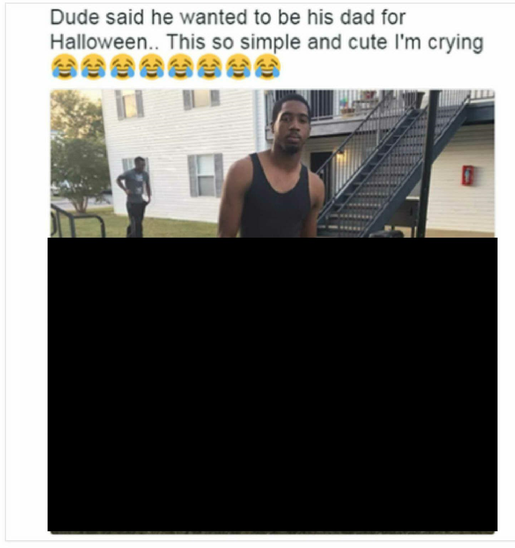 Dude said he wanted to be his dad for
Halloween.. This so simple and cute I'm crying
😂😂😂😂😂😂😂😂